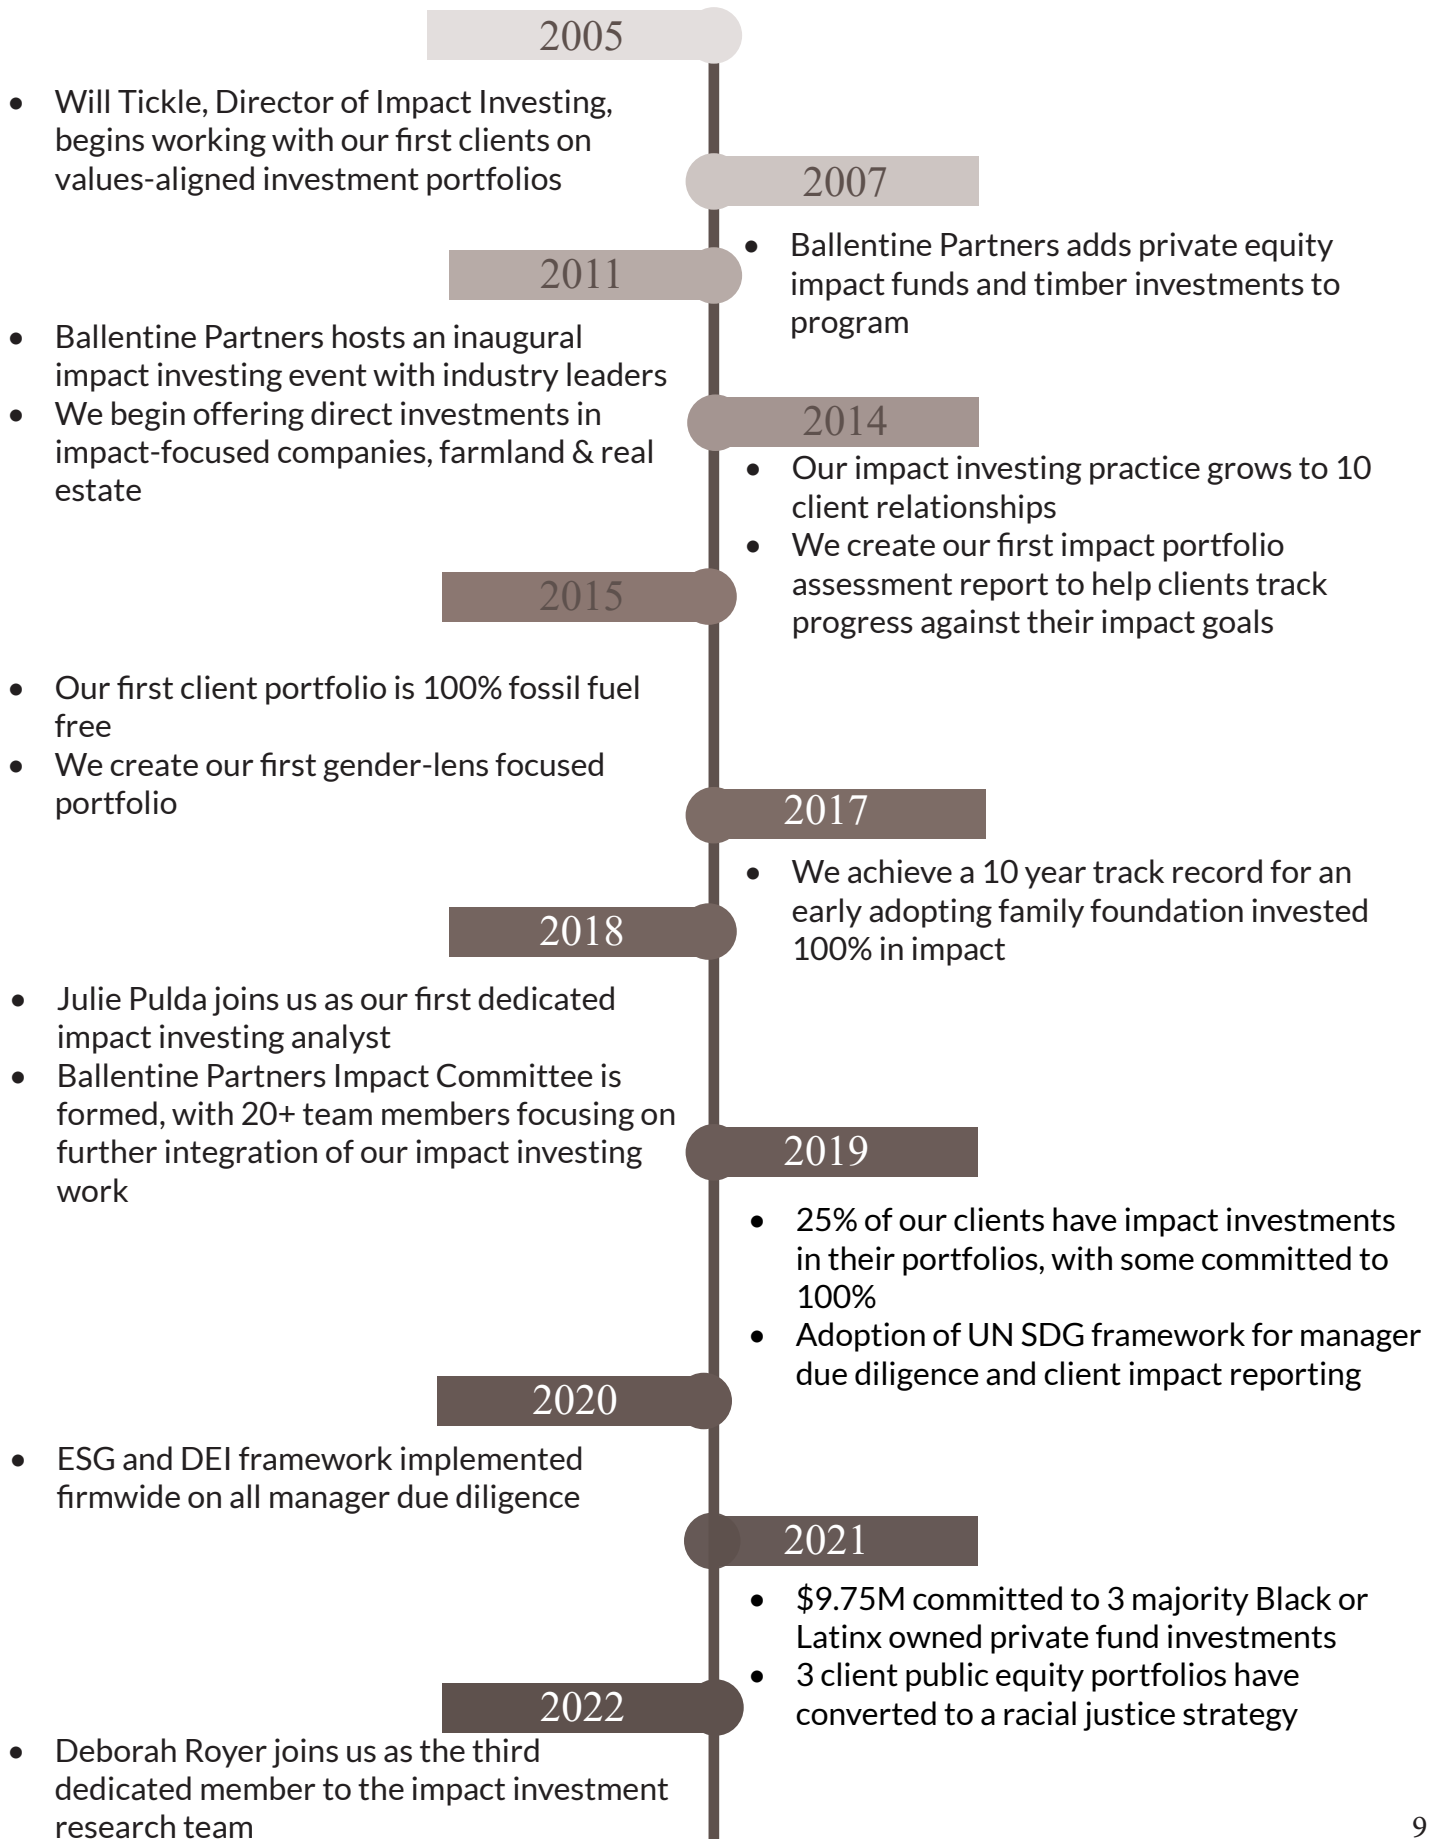 2005
• Will Tickle, Director of Impact Investing,
begins working with our first clients on
values-aligned investment portfolios
2007
• Ballentine Partners adds private equity
impact funds and timber investments to
program
2011
• Ballentine Partners hosts an inaugural
impact investing event with industry leaders
• We begin offering direct investments in
impact-focused companies, farmland & real
estate
2014
• Our impact investing practice grows to 10
client relationships
• We create our first impact portfolio
assessment report to help clients track
progress against their impact goals
2015
• Our first client portfolio is 100% fossil fuel
free
• We create our first gender-lens focused
portfolio
2017
• We achieve a 10 year track record for an
early adopting family foundation invested
100% in impact
2018
• Julie Pulda joins us as our first dedicated
impact investing analyst
• Ballentine Partners Impact Committee is
formed, with 20+ team members focusing on
further integration of our impact investing
work
2019
• 25% of our clients have impact investments
in their portfolios, with some committed to
100%
• Adoption of UN SDG framework for manager
due diligence and client impact reporting
2020
• ESG and DEI framework implemented
firmwide on all manager due diligence
2021
• $9.75M committed to 3 majority Black or
Latinx owned private fund investments
• 3 client public equity portfolios have
converted to a racial justice strategy
2022
• Deborah Royer joins us as the third
dedicated member to the impact investment
research team
9